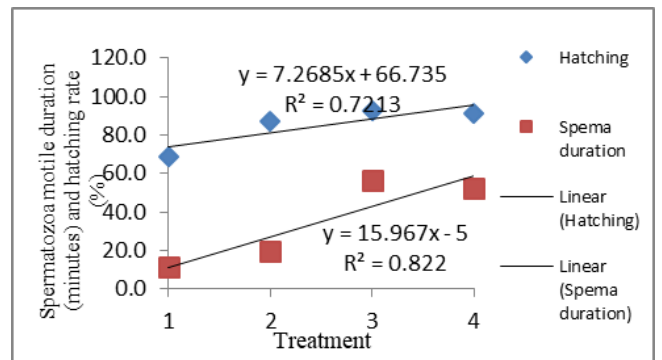 Spermatozoa motile duration
(minutes) and hatching rate
(%)
120.0
100.0
80.0
60.0
40.0
20.0
0.0
y = 7.2685x + 66.735
R² = 0.7213
y = 15.967x - 5
R² = 0.822
1 2 3 4
Treatment
Hatching
Spema
duration
Linear
(Hatching)
Linear
(Spema
duration)